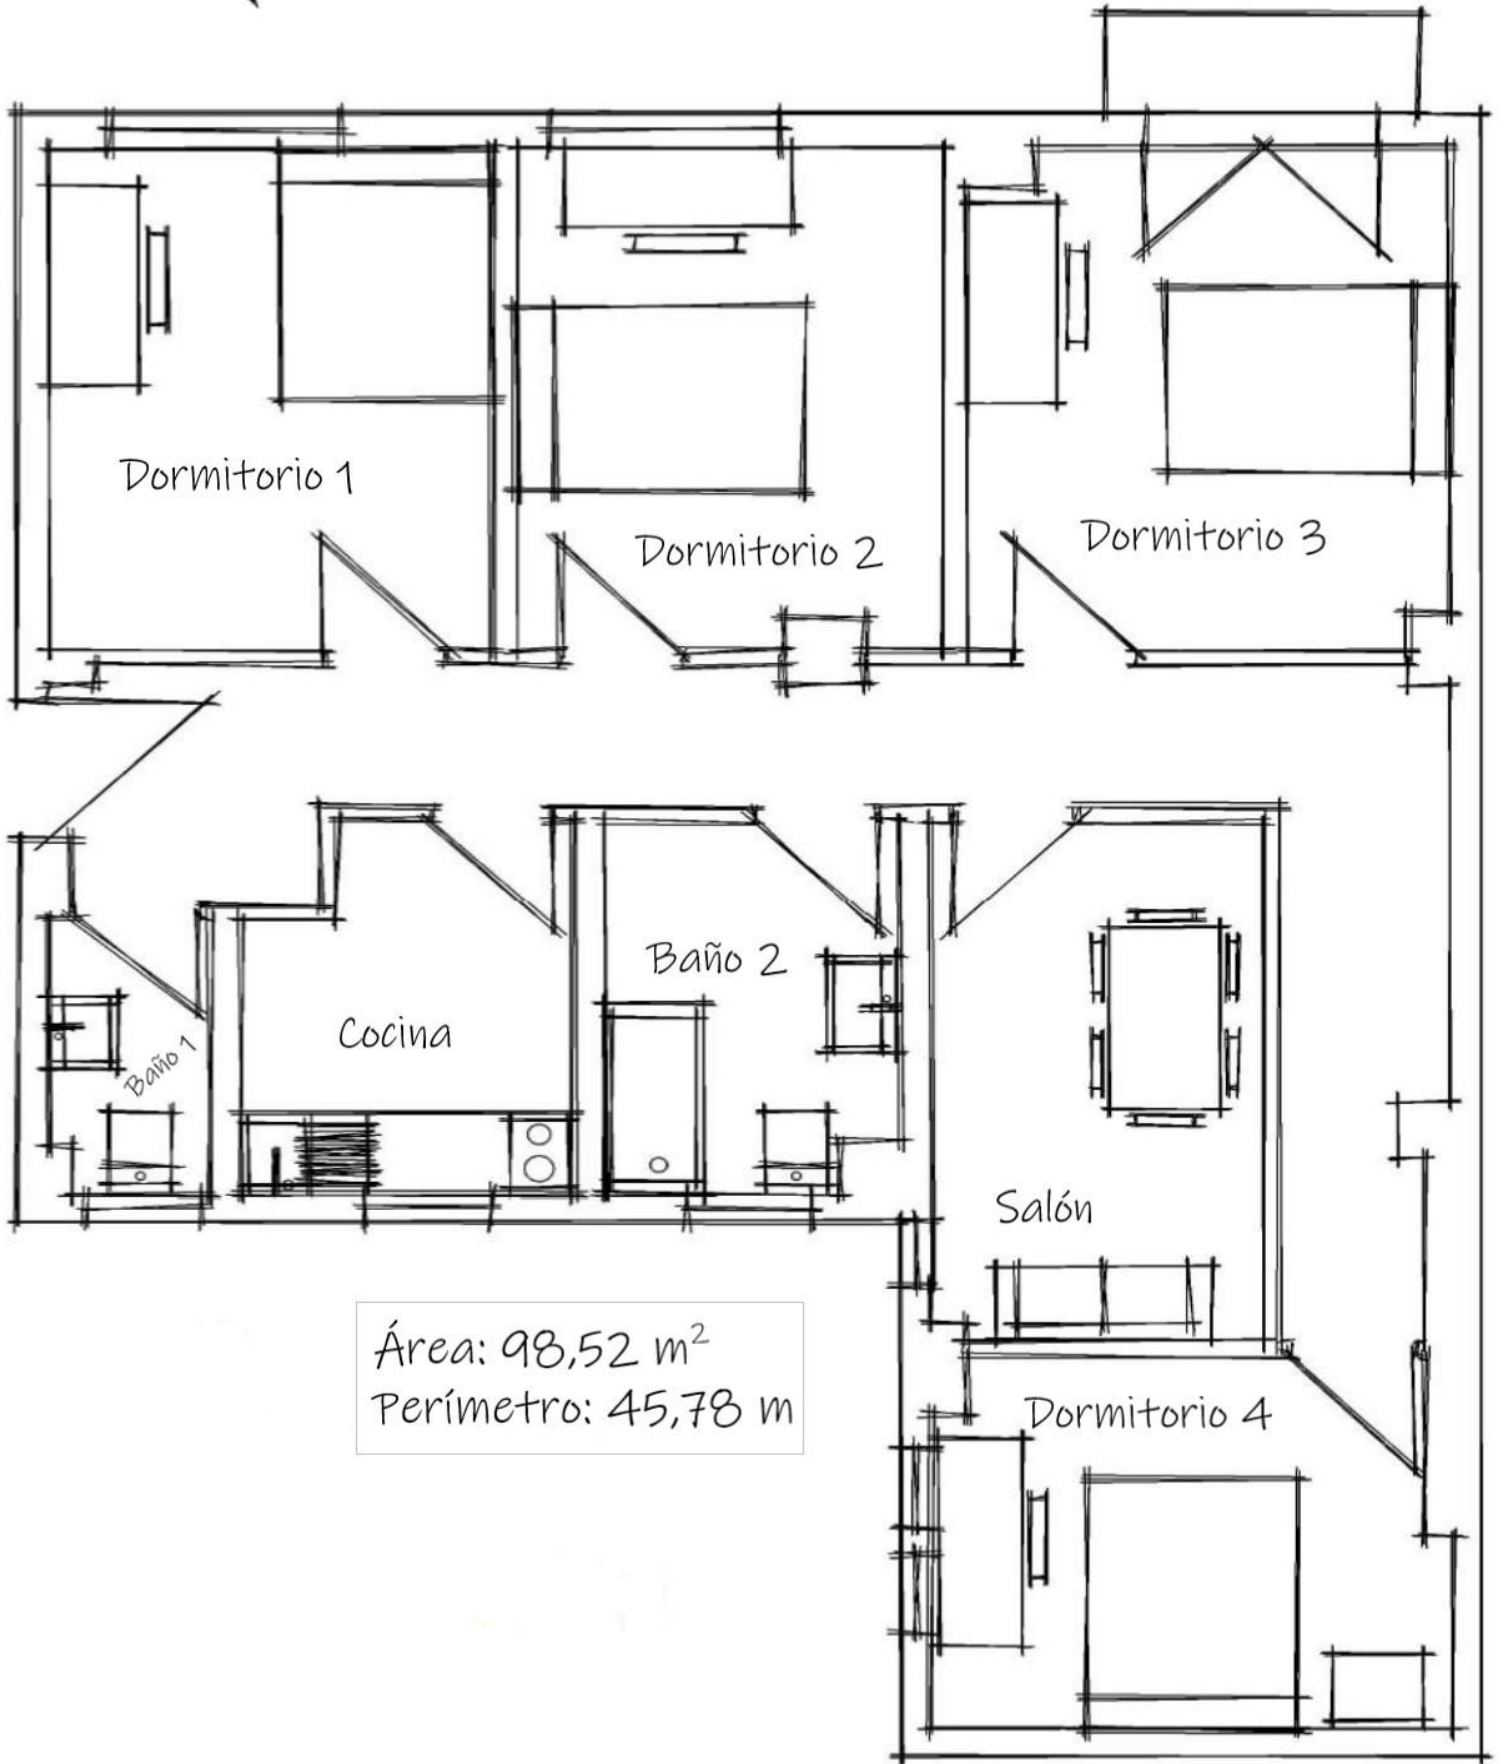 Dormitorio 1
Dormitorio 2
Dormitorio 3
Baño 1
Cocina
Baño 2
Salón
Dormitorio 4
Área: 98,52 m²
Perímetro: 45,78 m